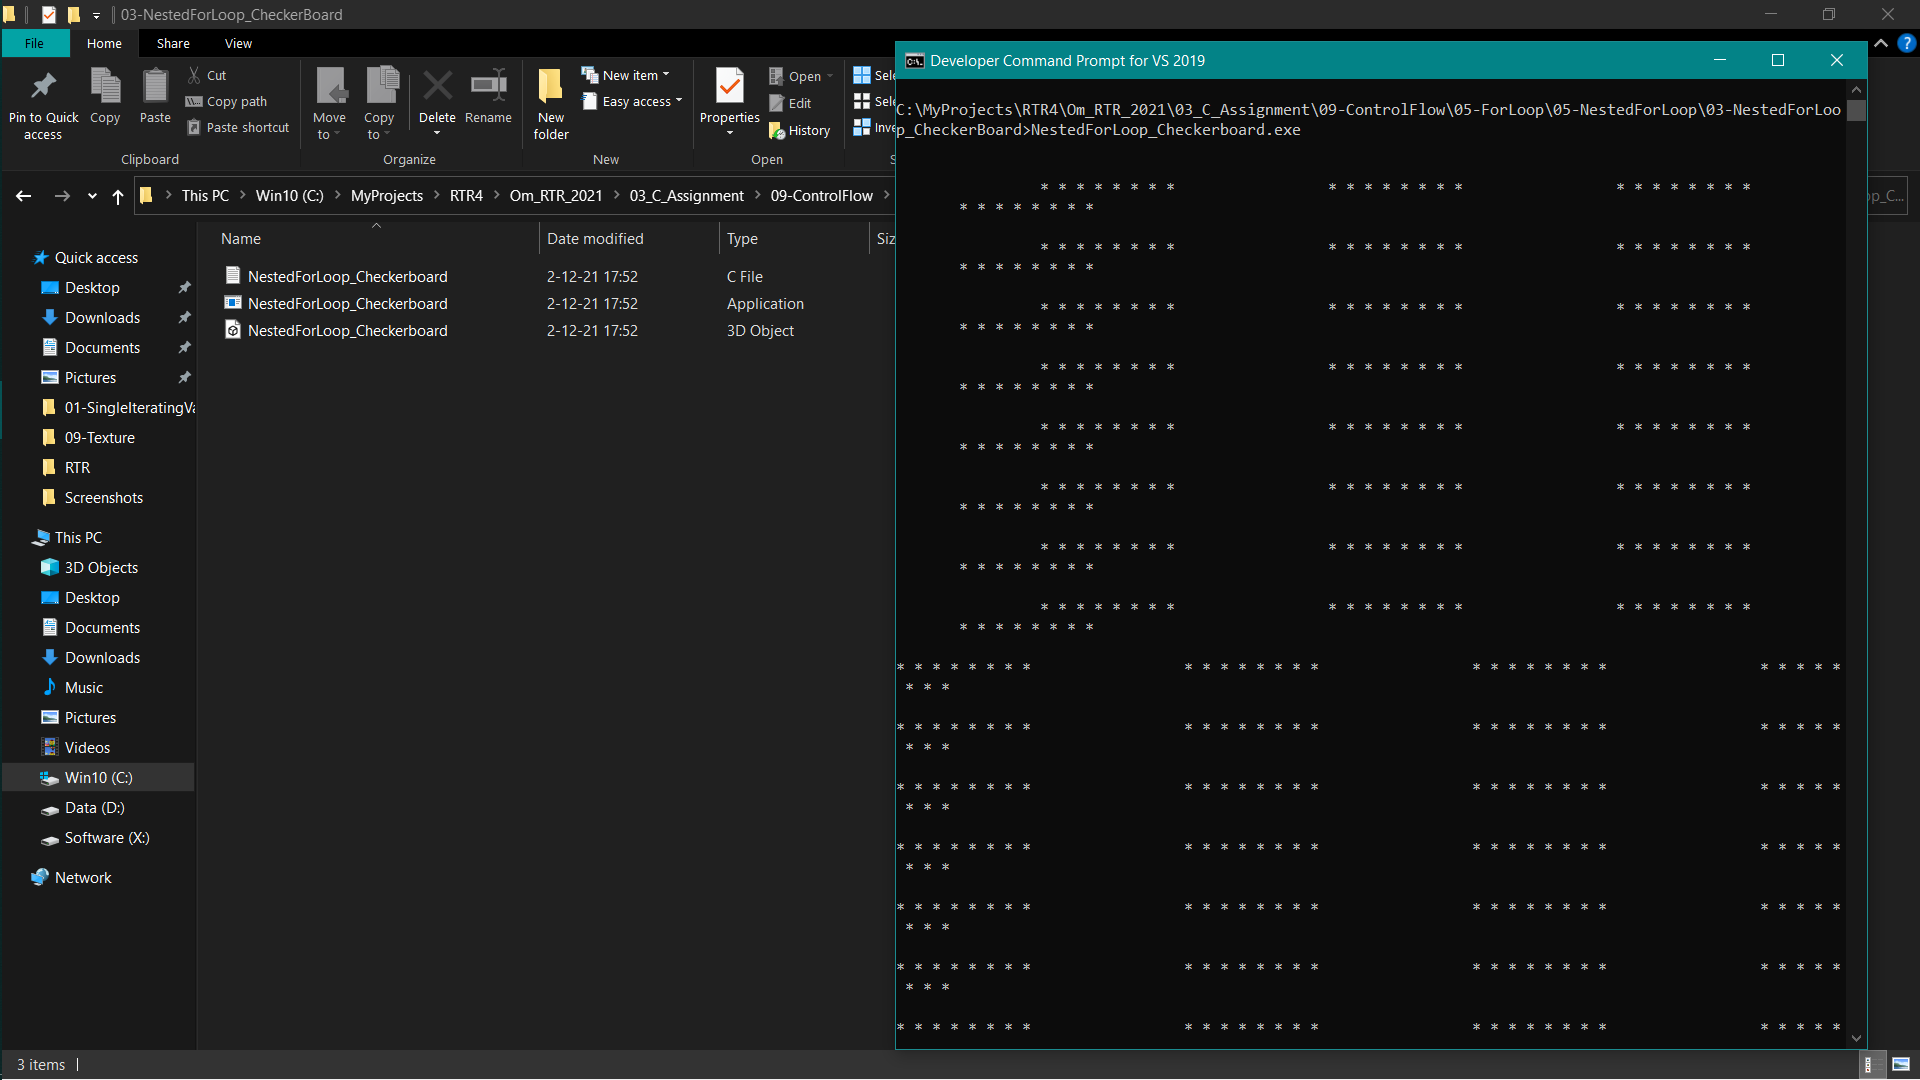 03-NestedForLoop_CheckerBoard
File Home Share View
Pin to Quick access
Copy
Paste
Cut
Copy path
Paste shortcut
Clipboard
Move to
Copy to
Delete
Rename
Organize
New folder
New item
Easy access
New
Properties
Open
Edit
History
Open
Sele
Sele
Inve
S
This PC > Win10 (C:) > MyProjects > RTR4 > Om_RTR_2021 > 03_C_Assignment > 09-ControlFlow >
op_C...
Name Date modified Type Siz
NestedForLoop_Checkerboard 2-12-21 17:52 C File
NestedForLoop_Checkerboard 2-12-21 17:52 Application
NestedForLoop_Checkerboard 2-12-21 17:52 3D Object
Quick access
Desktop
Downloads
Documents
Pictures
01-SingleIteratingVa
09-Texture
RTR
Screenshots
This PC
3D Objects
Desktop
Documents
Downloads
Music
Pictures
Videos
Win10 (C:)
Data (D:)
Software (X:)
Network
3 items
Developer Command Prompt for VS 2019
C:\MyProjects\RTR4\Om_RTR_2021\03_C_Assignment\09-ControlFlow\05-ForLoop\05-NestedForLoop\03-NestedForLoo
p_CheckerBoard>NestedForLoop_Checkerboard.exe
* * * * * * * *                 * * * * * * * *                 * * * * * * * *
* * * * * * * *
* * * * * * * *                 * * * * * * * *                 * * * * * * * *
* * * * * * * *
* * * * * * * *                 * * * * * * * *                 * * * * * * * *
* * * * * * * *
* * * * * * * *                 * * * * * * * *                 * * * * * * * *
* * * * * * * *
* * * * * * * *                 * * * * * * * *                 * * * * * * * *
* * * * * * * *
* * * * * * * *                 * * * * * * * *                 * * * * * * * *
* * * * * * * *
* * * * * * * *                 * * * * * * * *                 * * * * * * * *
* * * * * * * *
* * * * * * * *                 * * * * * * * *                 * * * * * * * *
* * * * * * * *
* * * * * * * *                 * * * * * * * *                 * * * * * * * *                 * * * * *
* * *
* * * * * * * *                 * * * * * * * *                 * * * * * * * *                 * * * * *
* * *
* * * * * * * *                 * * * * * * * *                 * * * * * * * *                 * * * * *
* * *
* * * * * * * *                 * * * * * * * *                 * * * * * * * *                 * * * * *
* * *
* * * * * * * *                 * * * * * * * *                 * * * * * * * *                 * * * * *
* * *
* * * * * * * *                 * * * * * * * *                 * * * * * * * *                 * * * * *
* * *
* * * * * * * *                 * * * * * * * *                 * * * * * * * *                 * * * * *